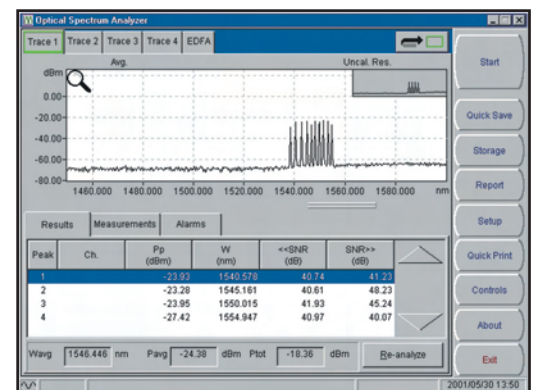 Optical Spectrum Analyzer
Trace 1 Trace 2 Trace 3 Trace 4 EDFA
Avg. Uncal. Res.
dBm
0.00
-20.00
-40.00
-60.00
-80.00
1460.000 1480.000 1500.000 1520.000 1540.000 1560.000 1580.000 nm
Results Measurements Alarms
Peak Ch. Pp (dBm) W (nm) <<SNR (dB) SNR>> (dB)
1 -23.93 1540.578 40.74 41.23
2 -23.28 1545.161 40.61 48.23
3 -23.95 1550.015 41.93 45.24
4 -27.42 1554.947 40.97 40.07
Wavg 1546.446 nm Pavg -24.38 dBm Ptot -18.36 dBm Re-analyze
Start
Quick Save
Storage
Report
Setup
Quick Print
Controls
About
Exit
2001/05/30 13:50